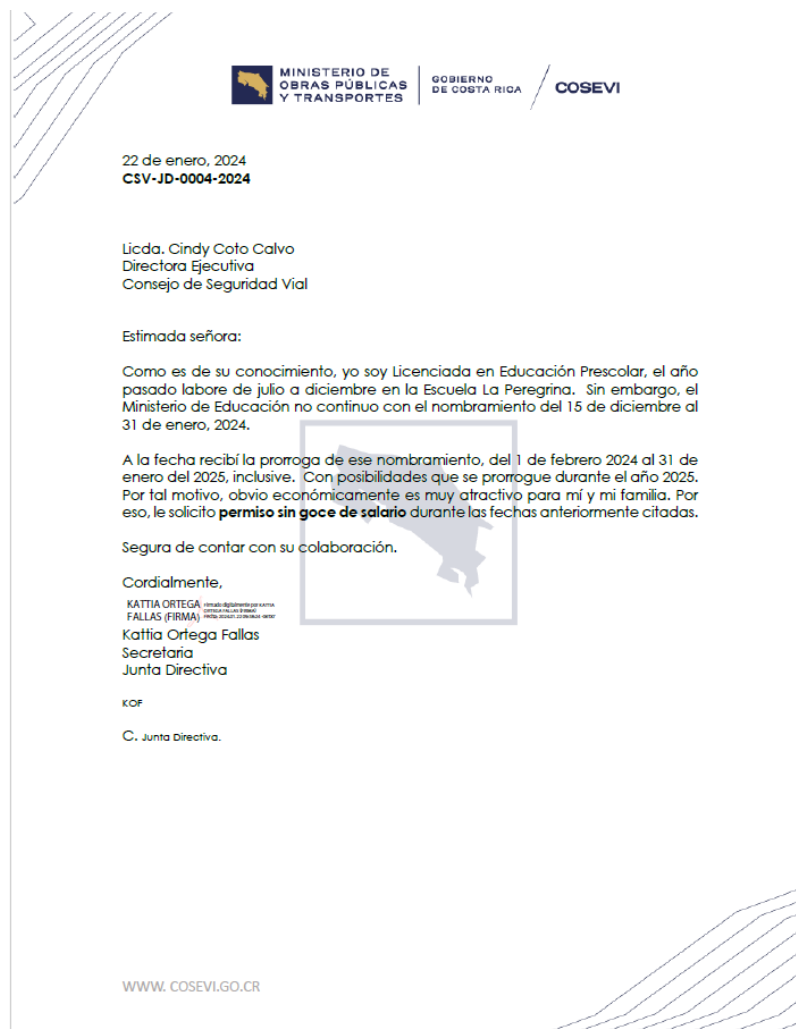 MINISTERIO DE
OBRAS PÚBLICAS
Y TRANSPORTES
GOBIERNO
DE COSTA RICA
COSEVI
22 de enero, 2024
CSV-JD-0004-2024
Licda. Cindy Coto Calvo
Directora Ejecutiva
Consejo de Seguridad Vial
Estimada señora:
Como es de su conocimiento, yo soy Licenciada en Educación Prescolar, el año
pasado labore de julio a diciembre en la Escuela La Peregrina. Sin embargo, el
Ministerio de Educación no continuo con el nombramiento del 15 de diciembre al
31 de enero, 2024.
A la fecha recibí la prorroga de ese nombramiento, del 1 de febrero 2024 al 31 de
enero del 2025, inclusive. Con posibilidades que se prorrogue durante el año 2025.
Por tal motivo, obvio económicamente es muy atractivo para mí y mi familia. Por
eso, le solicito permiso sin goce de salario durante las fechas anteriormente citadas.
Segura de contar con su colaboración.
Cordialmente,
KATTIA ORTEGA
FALLAS (FIRMA)
Firmado digitalmente por KATTIA
ORTEGA FALLAS (FIRMA)
Kattia Ortega Fallas
Secretaria
Junta Directiva
KOF
C. Junta Directiva.
WWW. COSEVI.GO.CR